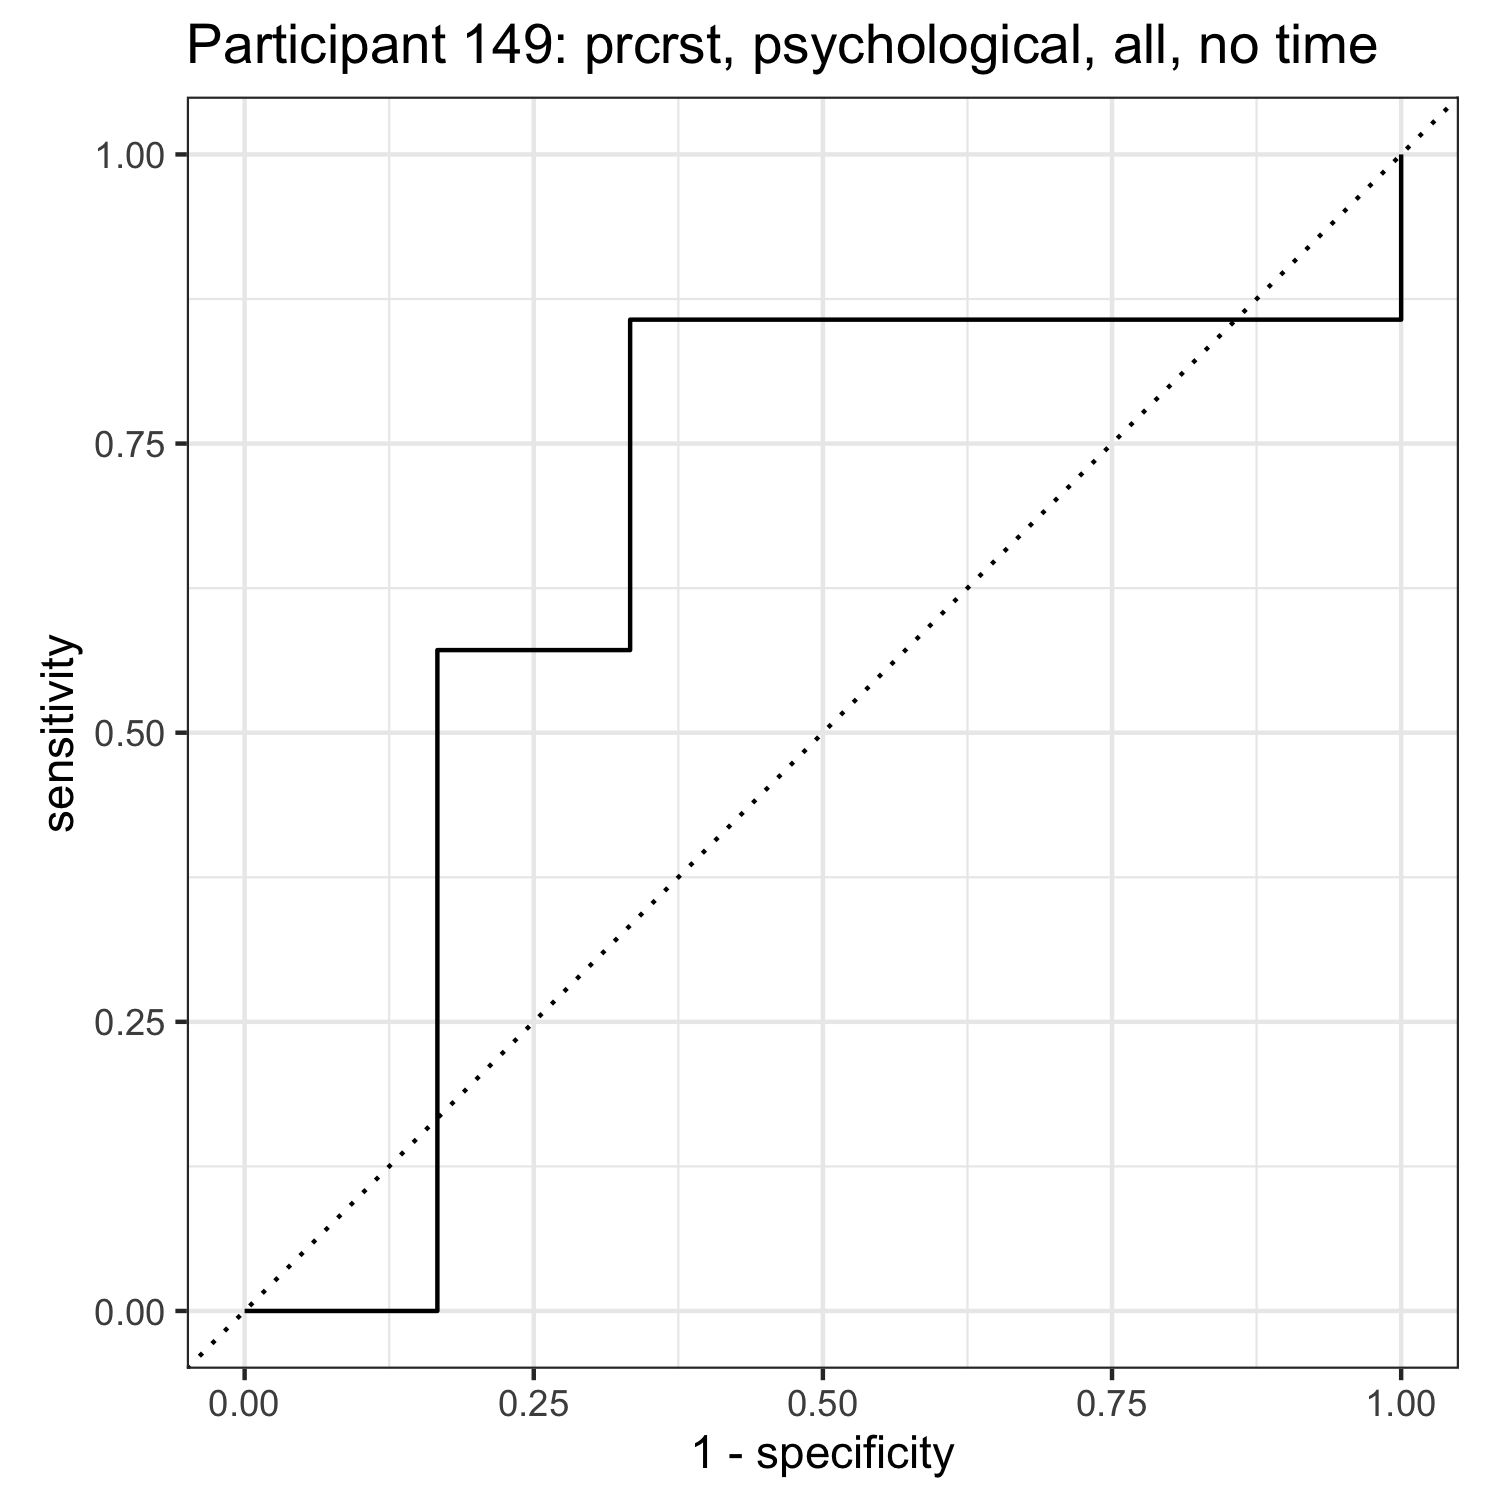 Participant 149: prcrst, psychological, all, no time
1.00
0.75
0.50
0.25
0.00
sensitivity
0.00 0.25 0.50 0.75 1.00
1 - specificity